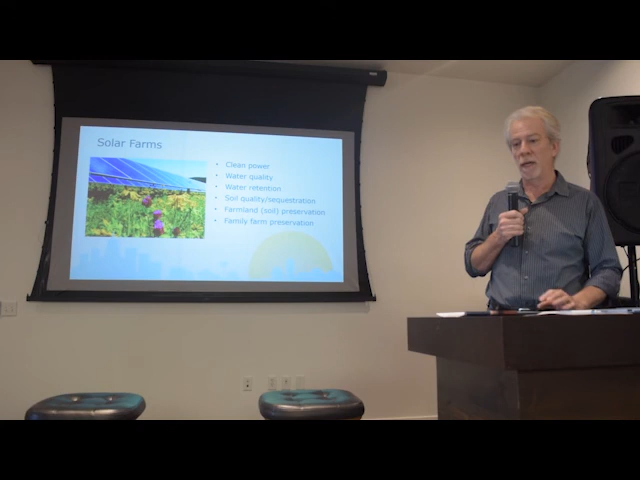 Solar Farms
• Clean power
• Water quality
• Water retention
• Soil quality/sequestration
• Farmland (soil) preservation
• Family farm preservation